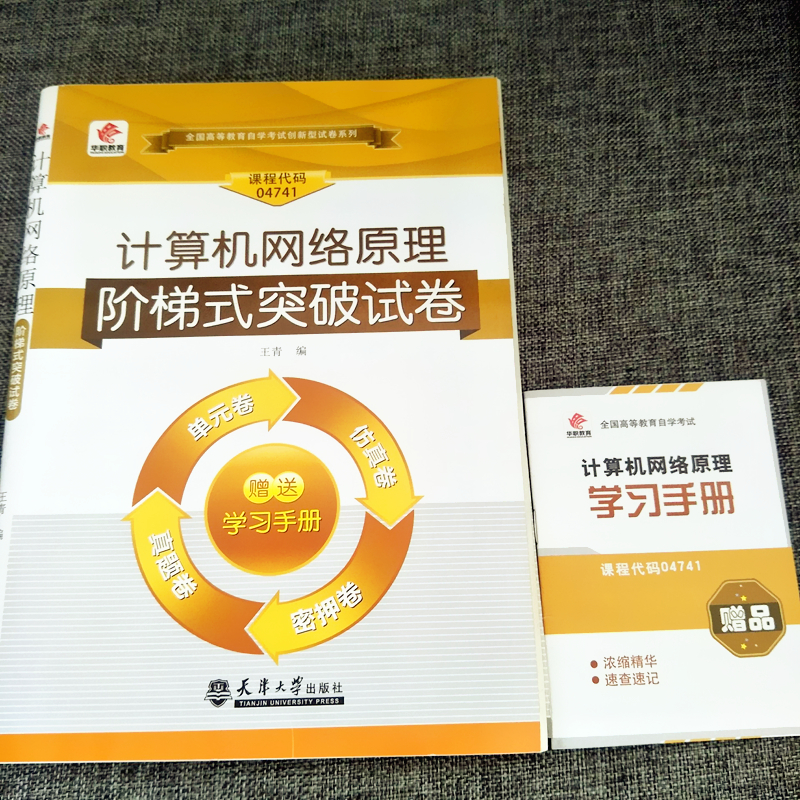 华职教育
全国高等教育自学考试创新型试卷系列
课程代码
04741
计算机网络原理
阶梯式突破试卷
王青 编
单元卷
仿真卷
密押卷
真题卷
赠送
学习手册
天津大学出版社
TIANJIN UNIVERSITY PRESS
计算机网络原理
阶梯式突破试卷
王青 编
华职教育
全国高等教育自学考试
计算机网络原理
学习手册
课程代码04741
赠品
● 浓缩精华
● 速查速记